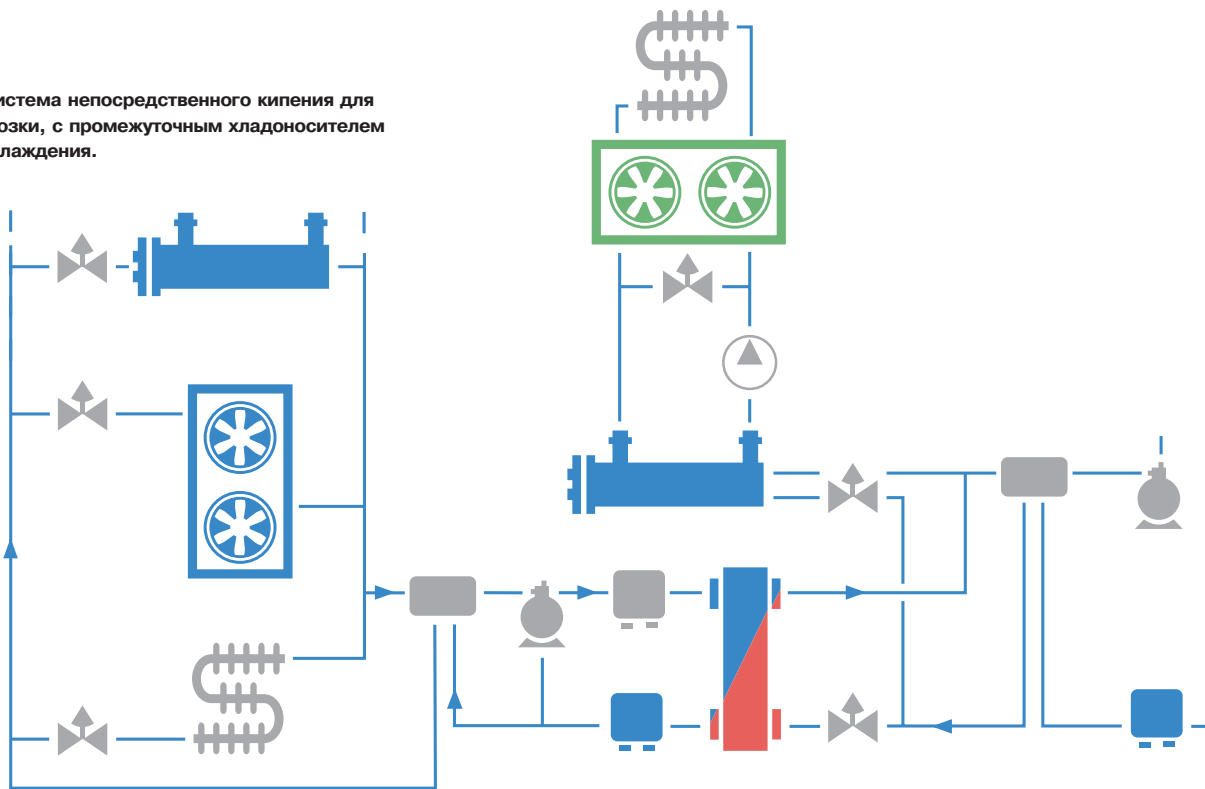 истема непосредственного кипения для
озки, с промежуточным хладоносителем
лаждения.